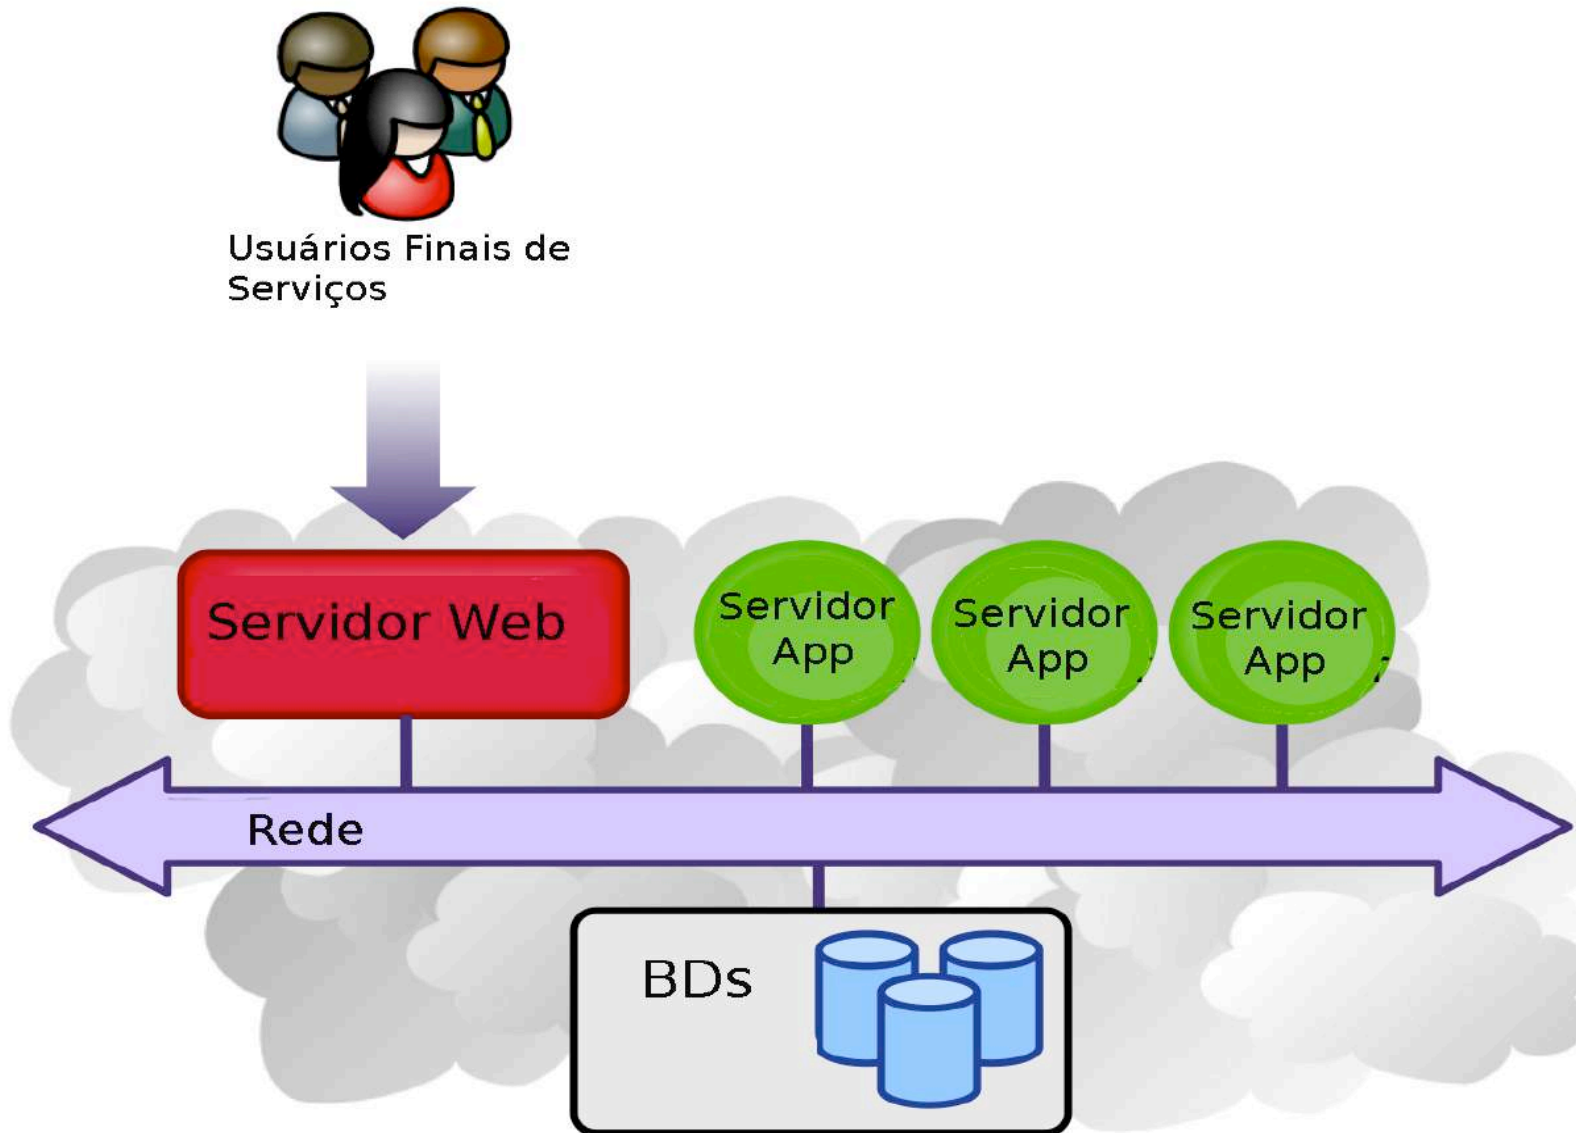 Usuários Finais de
Serviços
Servidor Web
Servidor
App
Servidor
App
Servidor
App
Rede
BDs